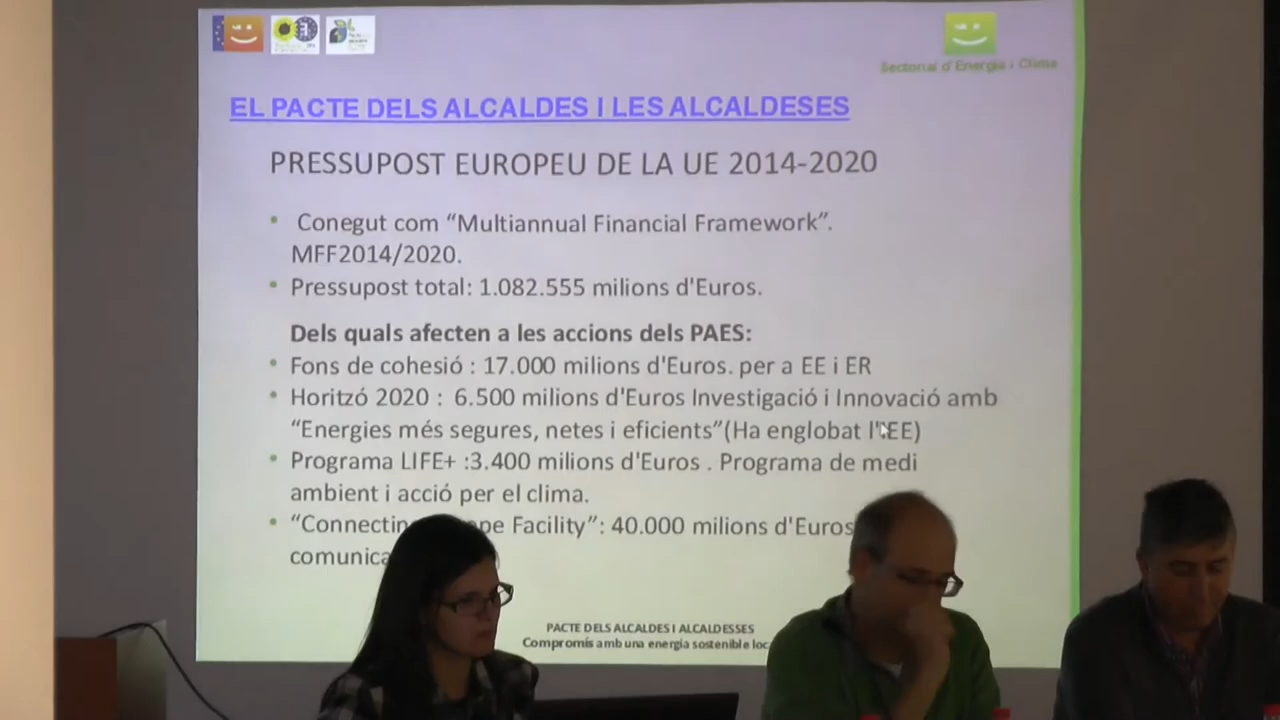 Sectorial d'Energia i Clima
EL PACTE DELS ALCALDES I LES ALCALDESES
PRESSUPOST EUROPEU DE LA UE 2014-2020
Conegut com “Multiannual Financial Framework”.
MFF2014/2020.
Pressupost total: 1.082.555 milions d'Euros.
Dels quals afecten a les accions dels PAES:
Fons de cohesió : 17.000 milions d'Euros. per a EE i ER
Horitzó 2020 : 6.500 milions d'Euros Investigació i Innovació amb
“Energies més segures, netes i eficients”(Ha englobat l'EE)
Programa LIFE+ :3.400 milions d'Euros . Programa de medi
ambient i acció per el clima.
“Connectin pe Facility”: 40.000 milions d'Euros
comunica
PACTE DELS ALCALDES I ALCALDESSES
Compromís amb una energia sostenible loc